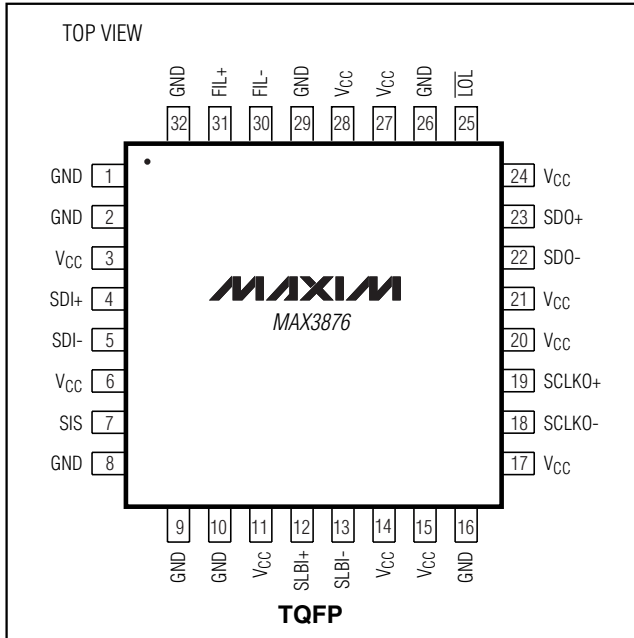 TOP VIEW
GND FIL+ FIL- GND VCC VCC GND L̅O̅L̅
32 31 30 29 28 27 26 25
GND 1
GND 2
VCC 3
SDI+ 4
SDI- 5
VCC 6
SIS 7
GND 8
24 VCC
23 SDO+
22 SDO-
21 VCC
20 VCC
19 SCLKO+
18 SCLKO-
17 VCC
MAXIM
MAX3876
9 10 11 12 13 14 15 16
GND GND VCC SLBI+ SLBI- VCC VCC GND
TQFP